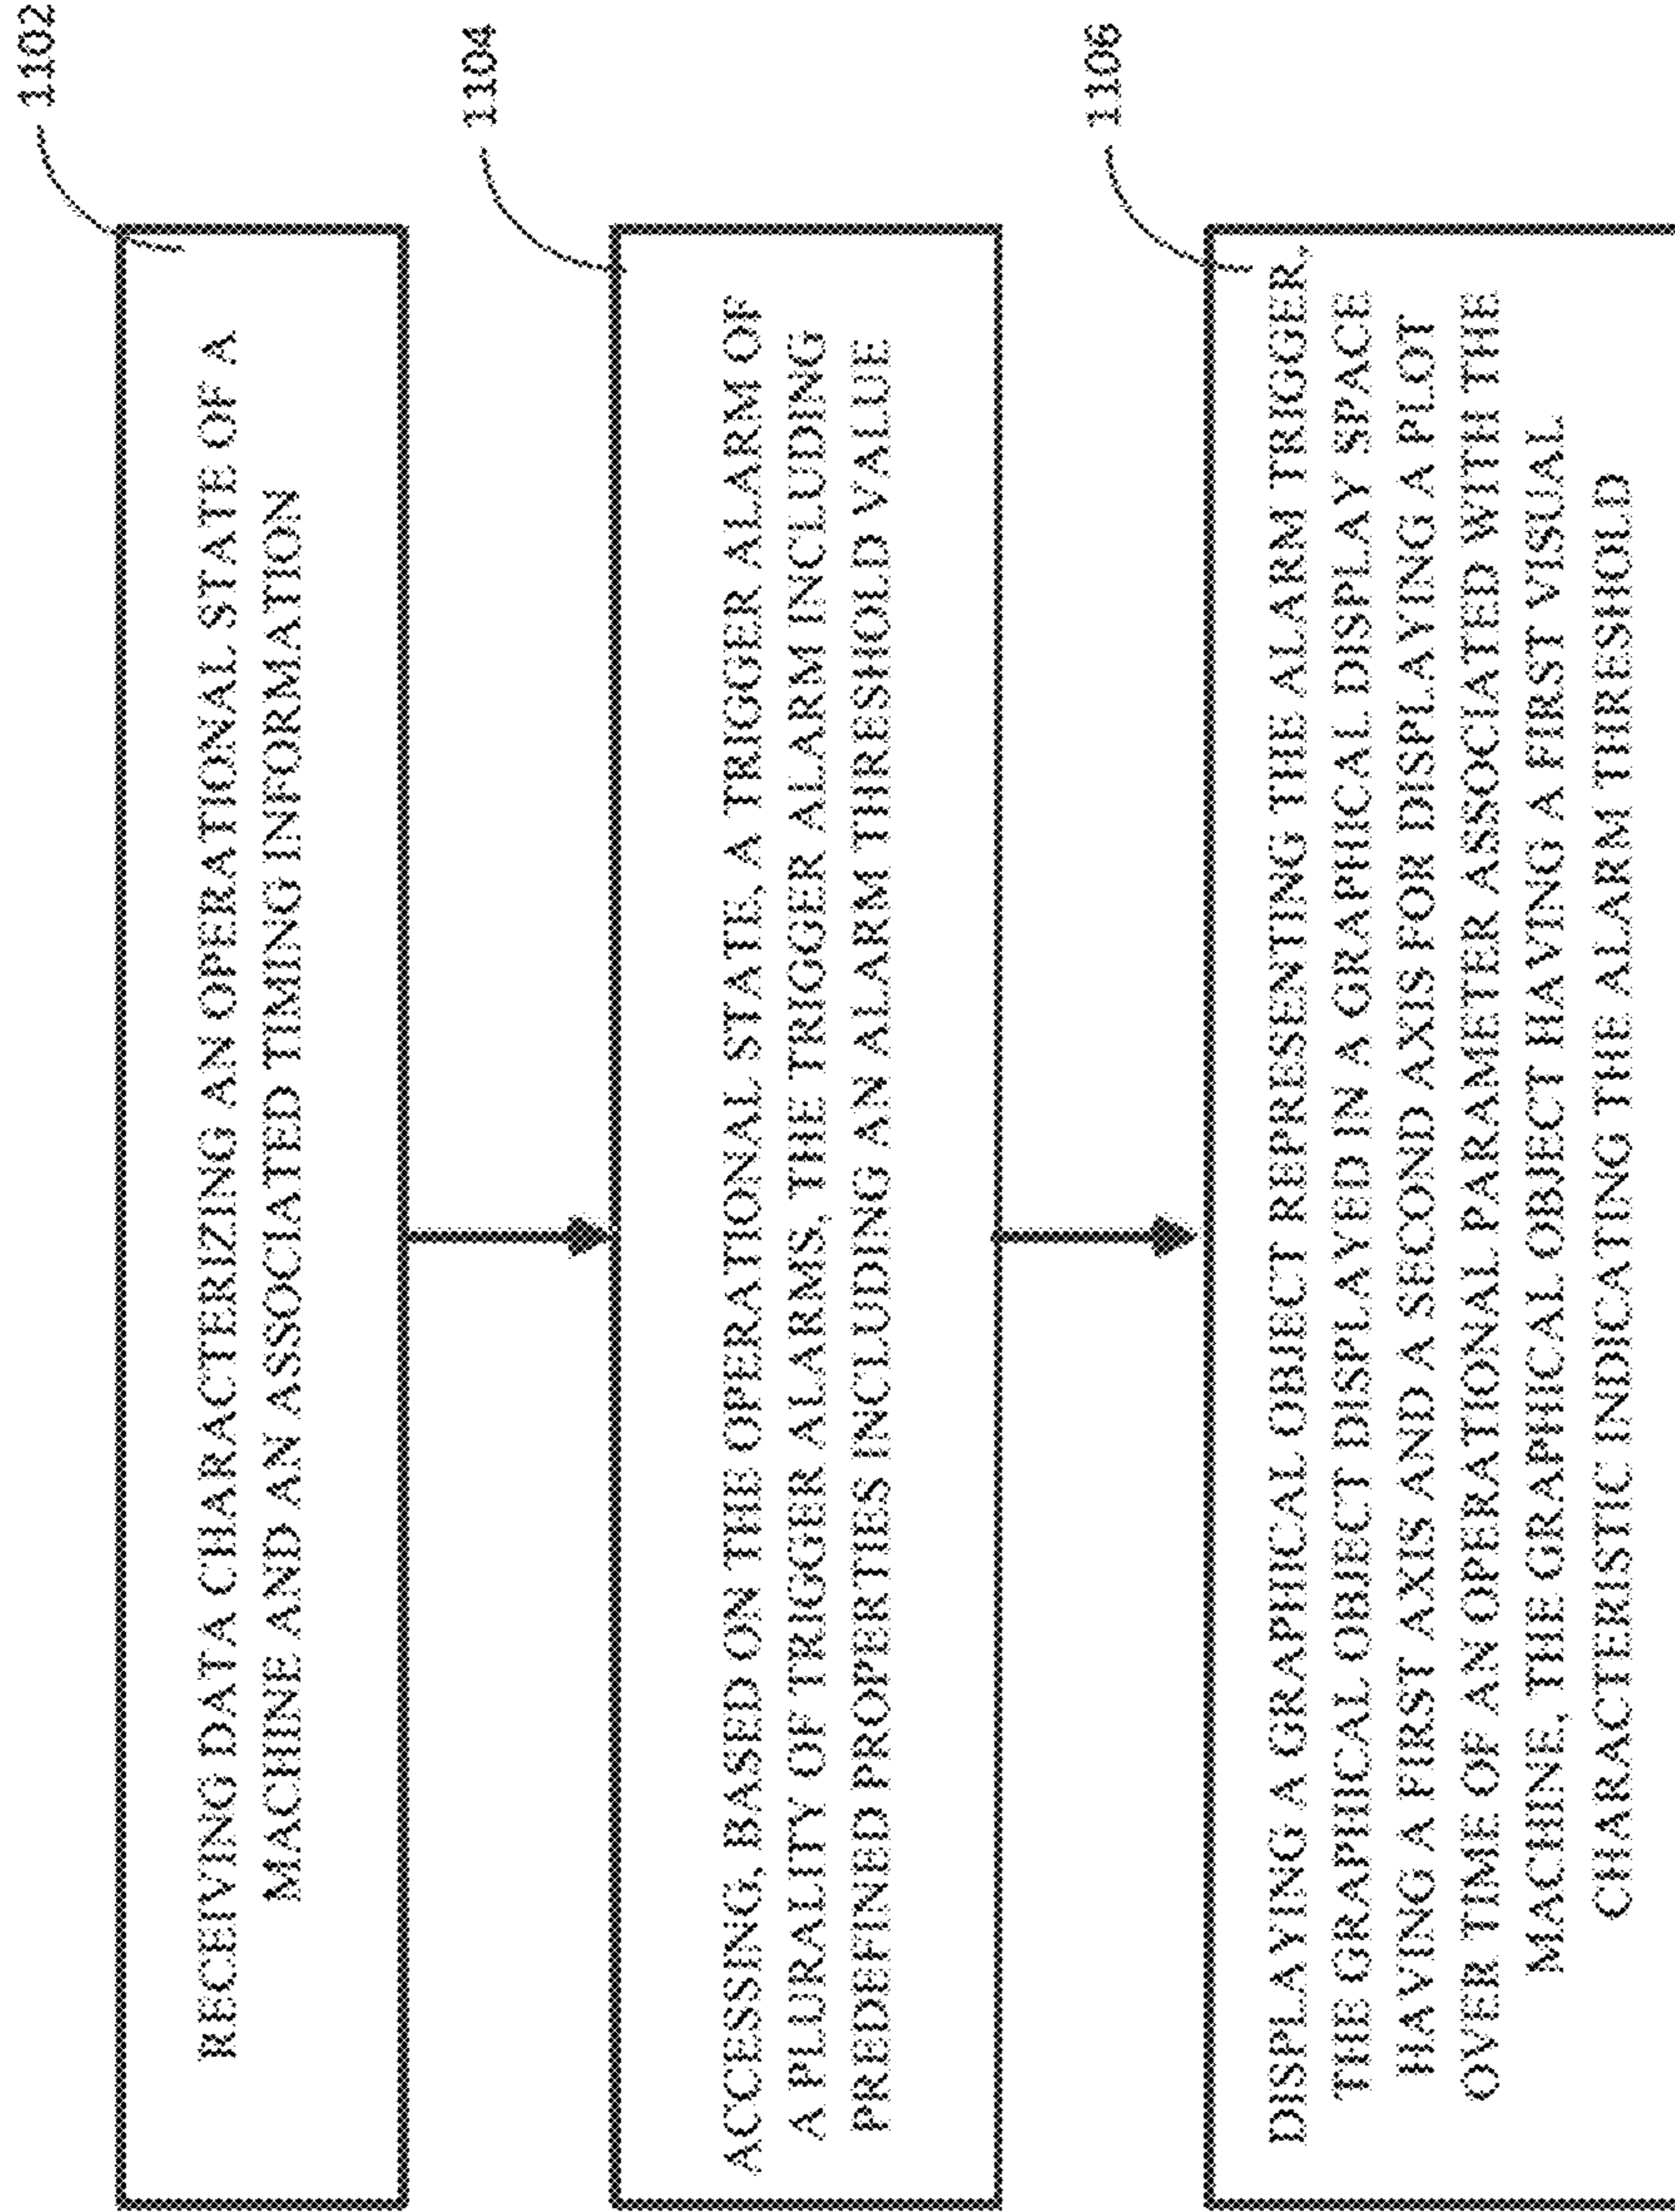 1102
RECEIVING DATA CHARACTERIZING AN OPERATIONAL STATE OF A
MACHINE AND AN ASSOCIATED TIMING INFORMATION
1104
ACCESSING, BASED ON THE OPERATIONAL STATE, A TRIGGER ALARM OF
A PLURALITY OF TRIGGER ALARMS, THE TRIGGER ALARM INCLUDING
PREDEFINED PROPERTIES INCLUDING AN ALARM THRESHOLD VALUE
1106
DISPLAYING A GRAPHICAL OBJECT REPRESENTING THE ALARM TRIGGER,
THE GRAPHICAL OBJECT DISPLAYED IN A GRAPHICAL DISPLAY SPACE
HAVING A FIRST AXIS AND A SECOND AXIS FOR DISPLAYING A PLOT
OVER TIME OF AN OPERATIONAL PARAMETER ASSOCIATED WITH THE
MACHINE, THE GRAPHICAL OBJECT HAVING A FIRST VISUAL
CHARACTERISTIC INDICATING THE ALARM THRESHOLD